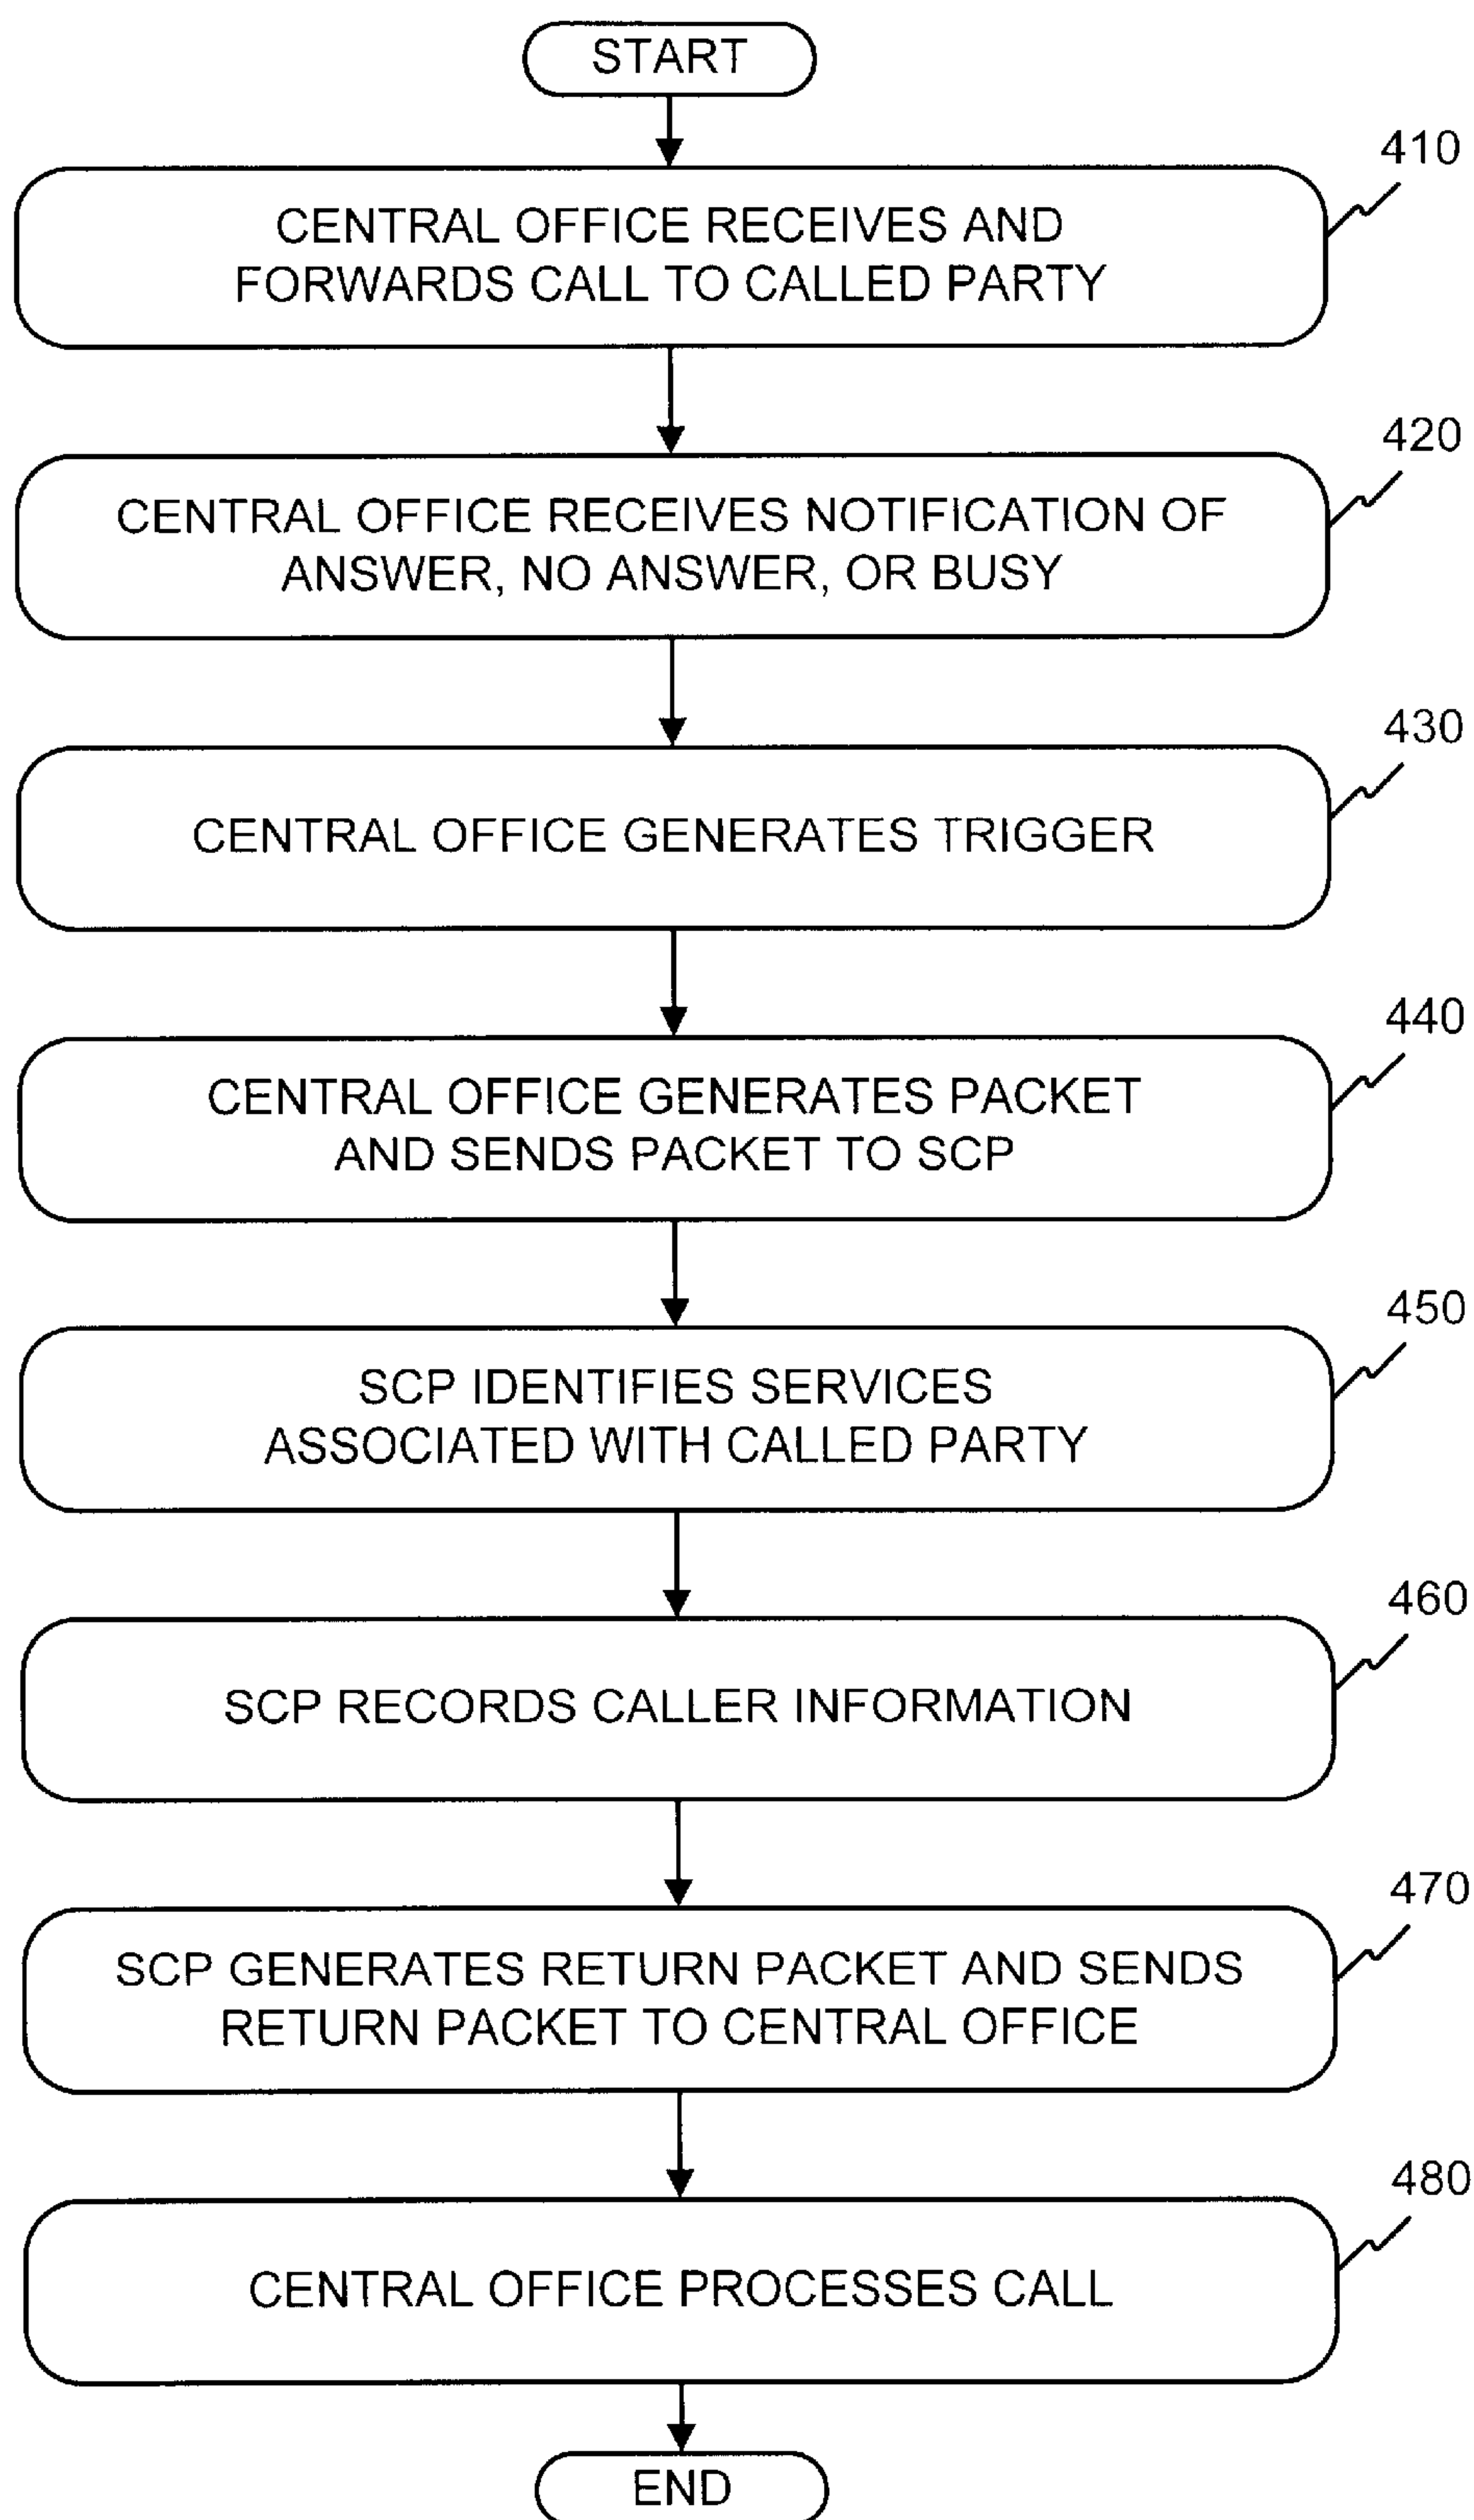 START
410
CENTRAL OFFICE RECEIVES AND
FORWARDS CALL TO CALLED PARTY
420
CENTRAL OFFICE RECEIVES NOTIFICATION OF
ANSWER, NO ANSWER, OR BUSY
430
CENTRAL OFFICE GENERATES TRIGGER
440
CENTRAL OFFICE GENERATES PACKET
AND SENDS PACKET TO SCP
450
SCP IDENTIFIES SERVICES
ASSOCIATED WITH CALLED PARTY
460
SCP RECORDS CALLER INFORMATION
470
SCP GENERATES RETURN PACKET AND SENDS
RETURN PACKET TO CENTRAL OFFICE
480
CENTRAL OFFICE PROCESSES CALL
END